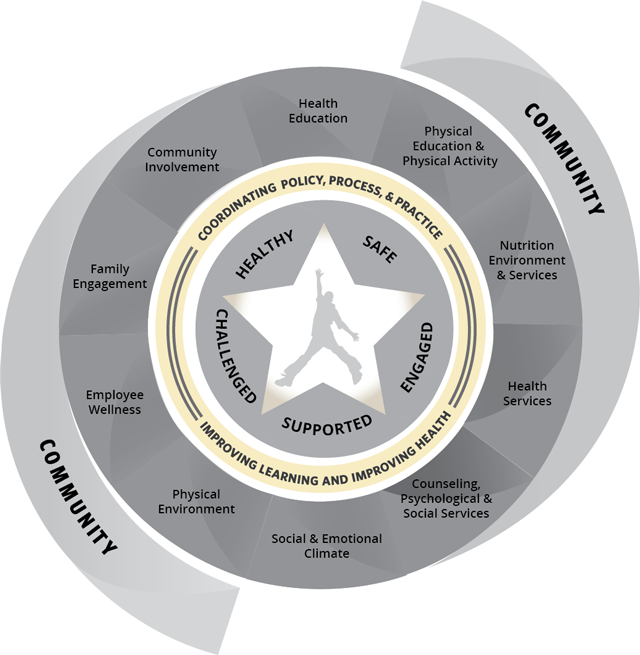 COMMUNITY
Health
Education
Physical
Education &
Physical Activity
Nutrition
Environment
& Services
Health
Services
Counseling,
Psychological &
Social Services
Social & Emotional
Climate
Physical
Environment
Employee
Wellness
Family
Engagement
Community
Involvement
COORDINATING POLICY, PROCESS, & PRACTICE
IMPROVING LEARNING AND IMPROVING HEALTH
HEALTHY
SAFE
ENGAGED
SUPPORTED
CHALLENGED
COMMUNITY